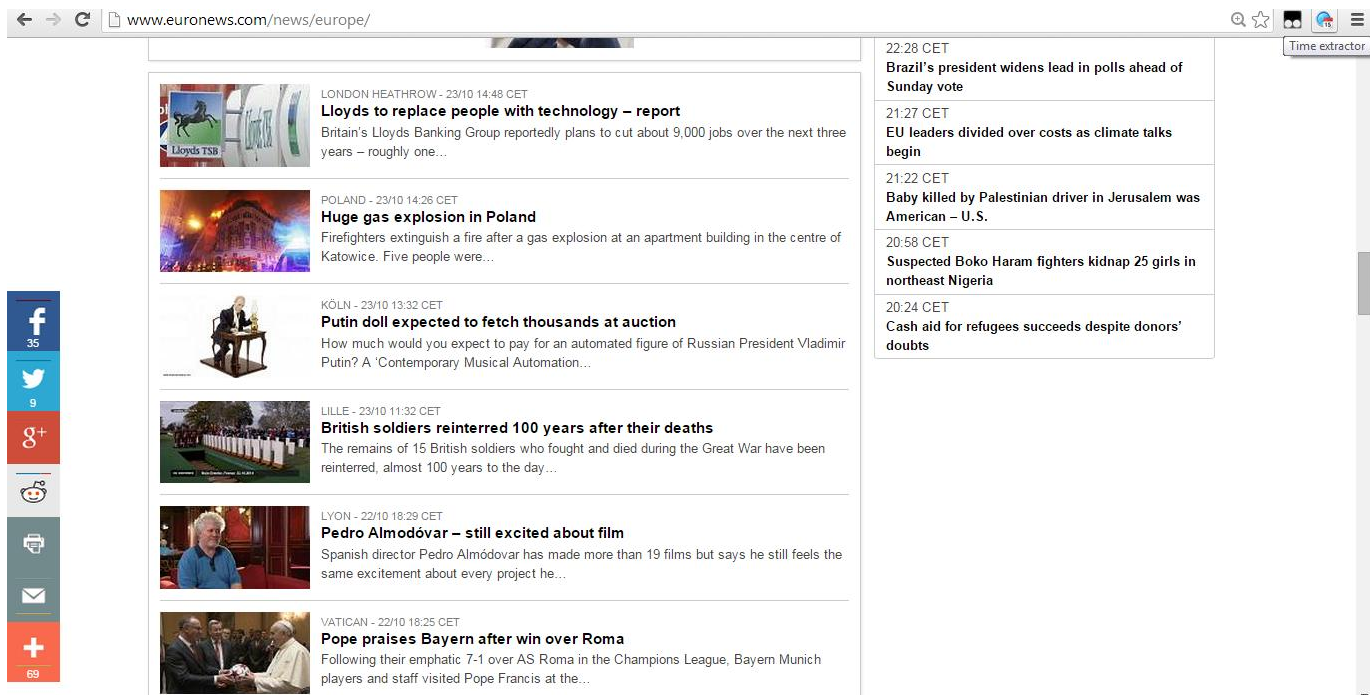 www.euronews.com/news/europe/
15
Time extractor
LONDON HEATHROW - 23/10 14:48 CET
Lloyds to replace people with technology – report
Britain's Lloyds Banking Group reportedly plans to cut about 9,000 jobs over the next three
years – roughly one…
Lloyds TSB
Lloyds TSB
POLAND - 23/10 14:26 CET
Huge gas explosion in Poland
Firefighters extinguish a fire after a gas explosion at an apartment building in the centre of
Katowice. Five people were…
KÖLN - 23/10 13:32 CET
Putin doll expected to fetch thousands at auction
How much would you expect to pay for an automated figure of Russian President Vladimir
Putin? A ‘Contemporary Musical Automation…
LILLE - 23/10 11:32 CET
British soldiers reinterred 100 years after their deaths
The remains of 15 British soldiers who fought and died during the Great War have been
reinterred, almost 100 years to the day…
LYON - 22/10 18:29 CET
Pedro Almodóvar – still excited about film
Spanish director Pedro Almódovar has made more than 19 films but says he still feels the
same excitement about every project he…
VATICAN - 22/10 18:25 CET
Pope praises Bayern after win over Roma
Following their emphatic 7-1 over AS Roma in the Champions League, Bayern Munich
players and staff visited Pope Francis at the…
22:28 CET
Brazil's president widens lead in polls ahead of
Sunday vote
21:27 CET
EU leaders divided over costs as climate talks
begin
21:22 CET
Baby killed by Palestinian driver in Jerusalem was
American – U.S.
20:58 CET
Suspected Boko Haram fighters kidnap 25 girls in
northeast Nigeria
20:24 CET
Cash aid for refugees succeeds despite donors'
doubts
f
35
9
g+
69